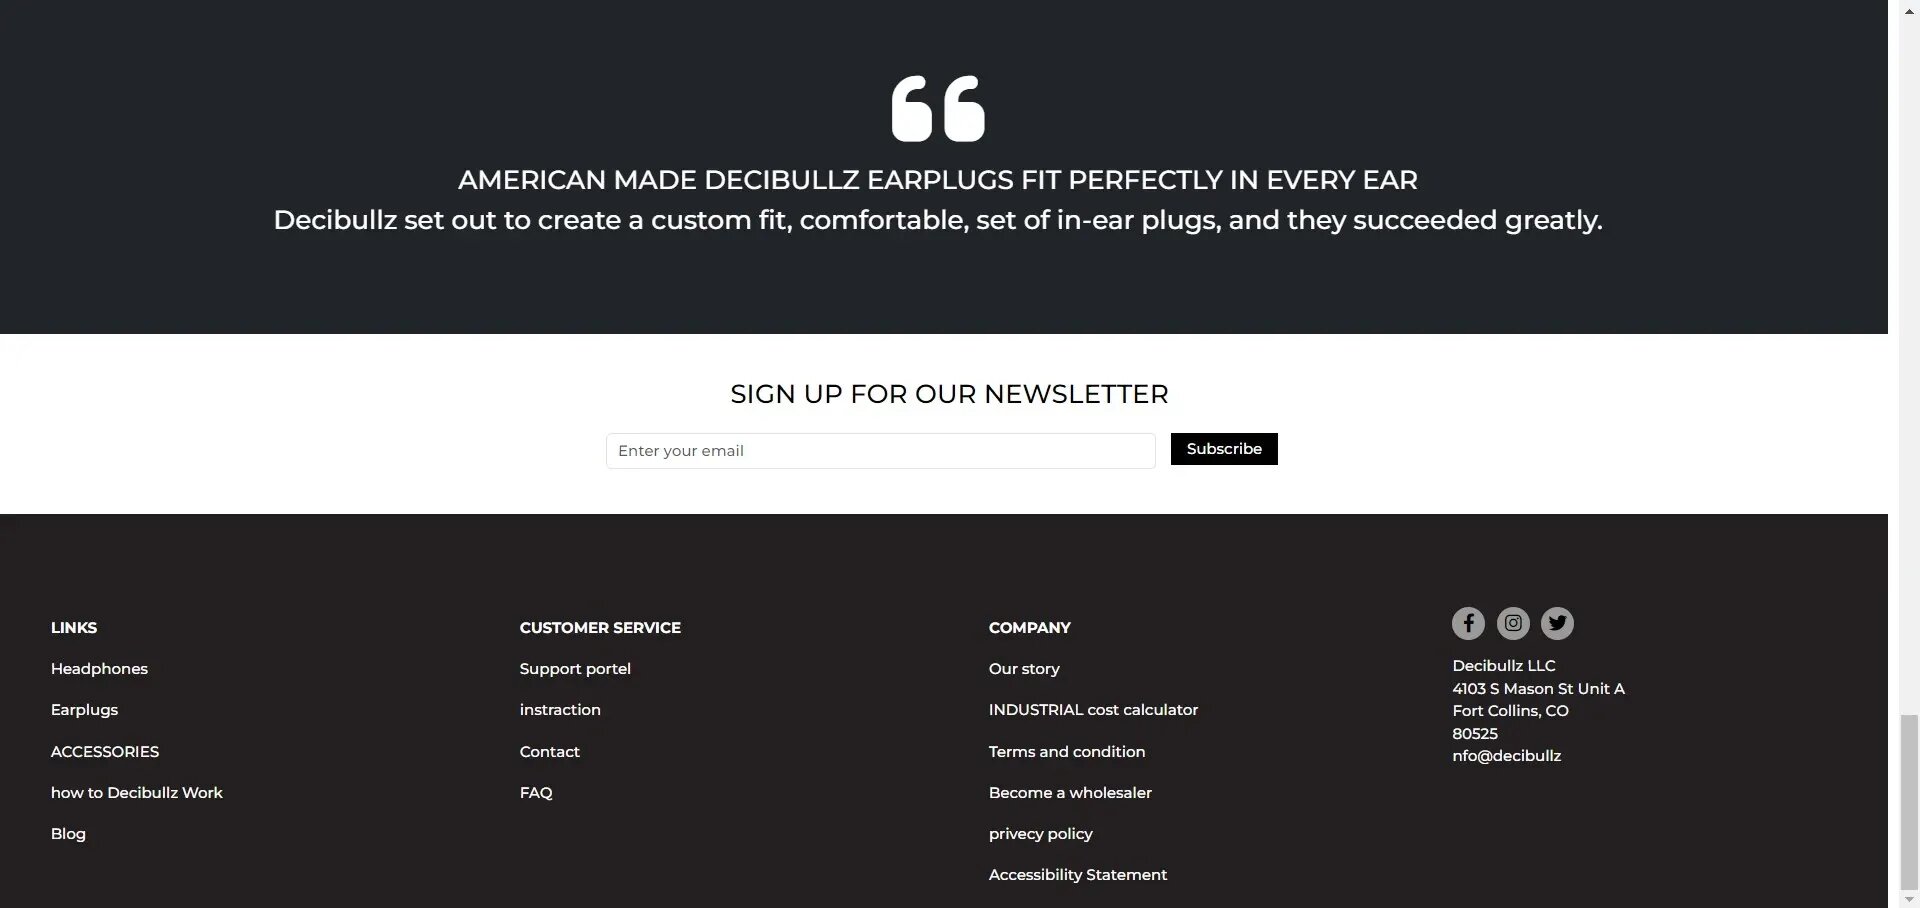 AMERICAN MADE DECIBULLZ EARPLUGS FIT PERFECTLY IN EVERY EAR
Decibullz set out to create a custom fit, comfortable, set of in-ear plugs, and they succeeded greatly.
SIGN UP FOR OUR NEWSLETTER
Enter your email
Subscribe
LINKS
Headphones
Earplugs
ACCESSORIES
how to Decibullz Work
Blog
CUSTOMER SERVICE
Support portel
instraction
Contact
FAQ
COMPANY
Our story
INDUSTRIAL cost calculator
Terms and condition
Become a wholesaler
privecy policy
Accessibility Statement
Decibullz LLC
4103 S Mason St Unit A
Fort Collins, CO
80525
nfo@decibullz